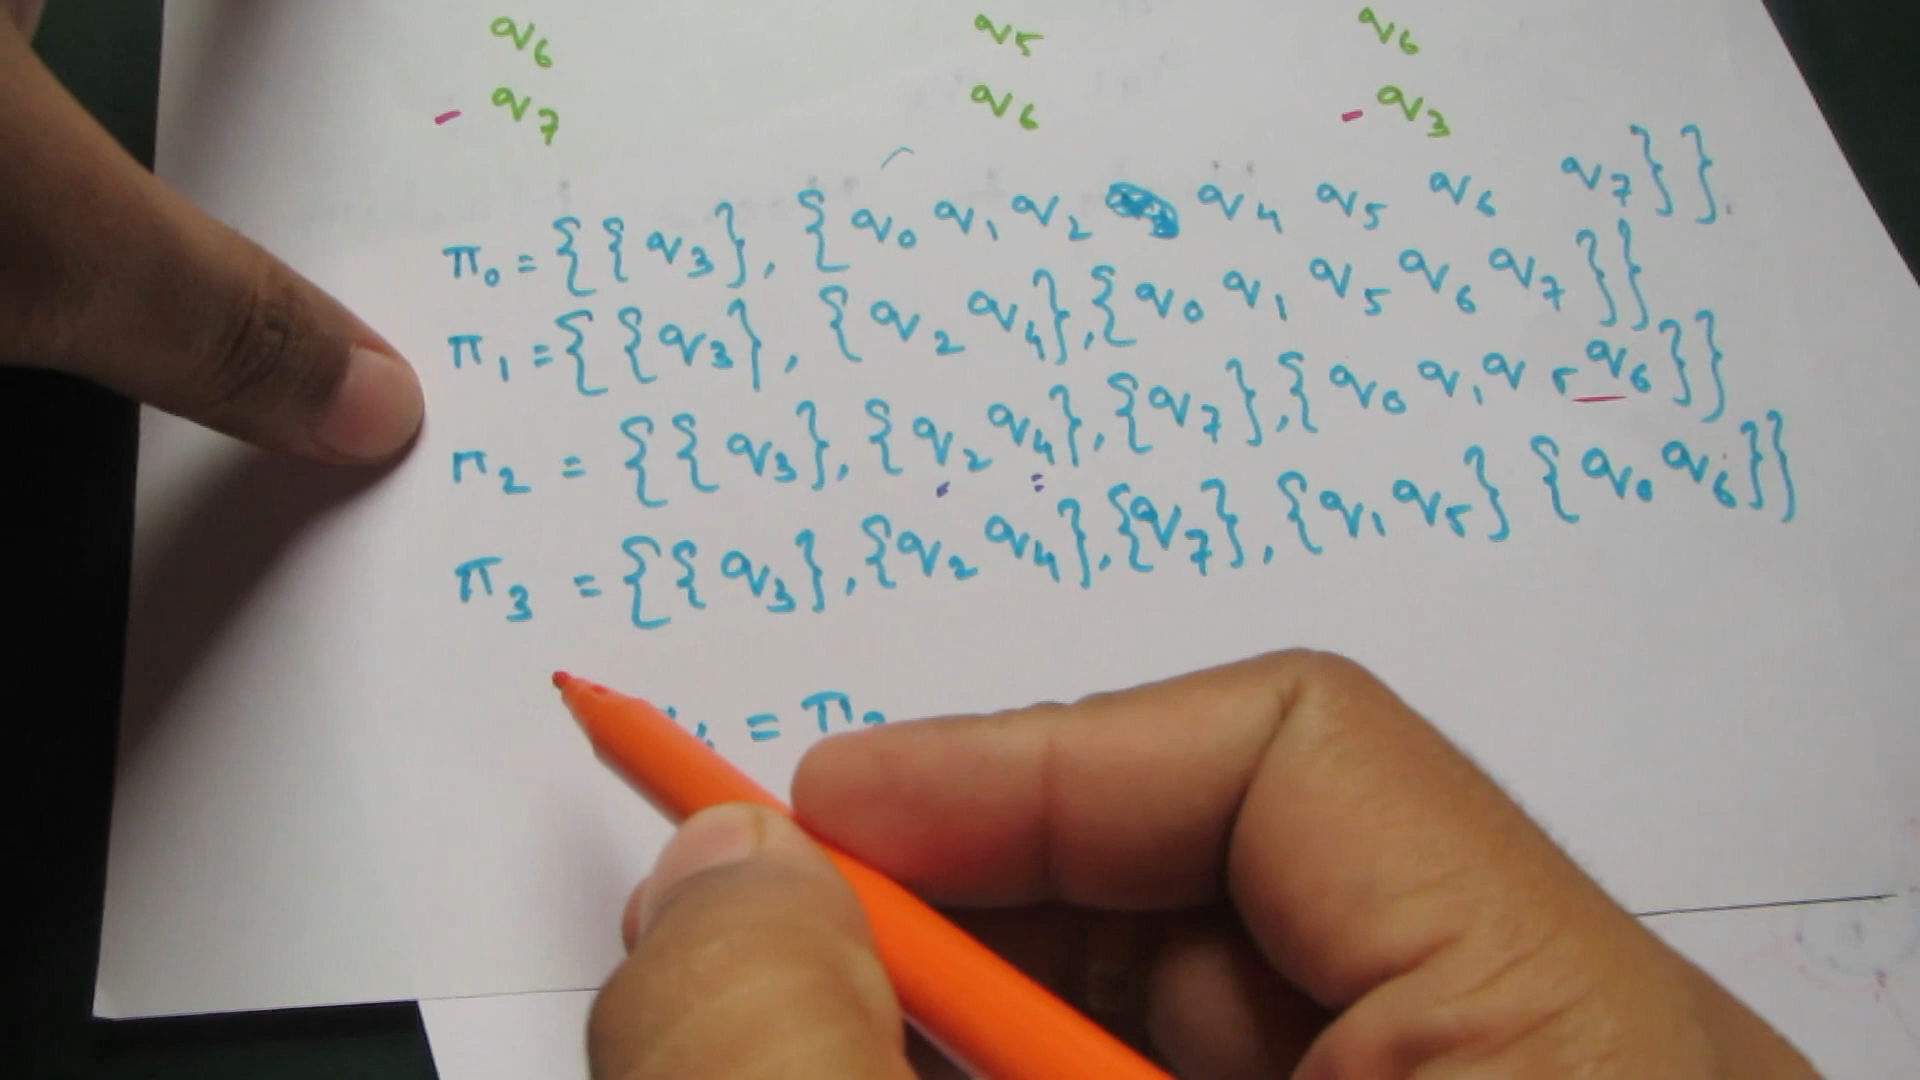 q6 q5 q6
- q7 q6 - q3
π0 = {{q3}, {q0 q1 q2 q4 q5 q6 q7}}
π1 = {{q3}, {q2 q4}, {q0 q1 q5 q6 q7}}
π2 = {{q3}, {q2 q4}, {q7}, {q0 q1 q5 q6}}
π3 = {{q3}, {q2 q4}, {q7}, {q1 q5} {q0 q6}}
= π